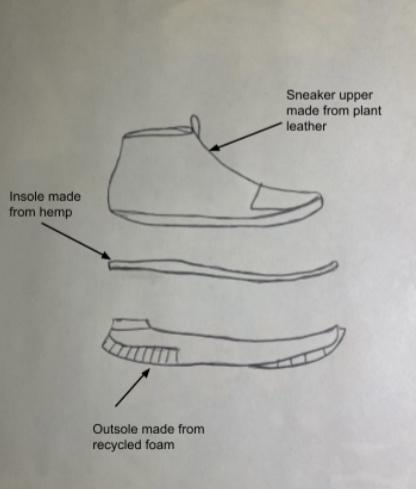 Sneaker upper
made from plant
leather
Insole made
from hemp
Outsole made from
recycled foam